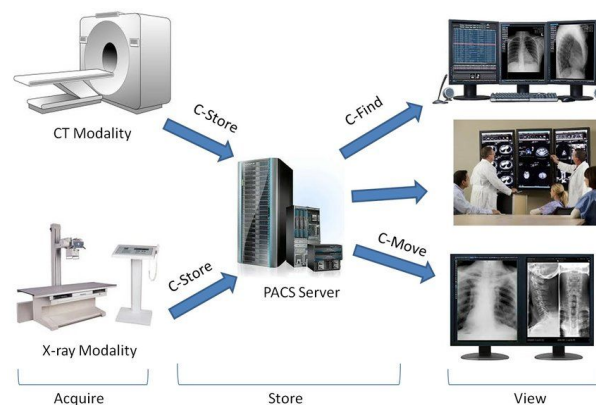 CT Modality
C-Store
C-Find
C-Store
PACS Server
C-Move
X-ray Modality
Acquire
Store
View